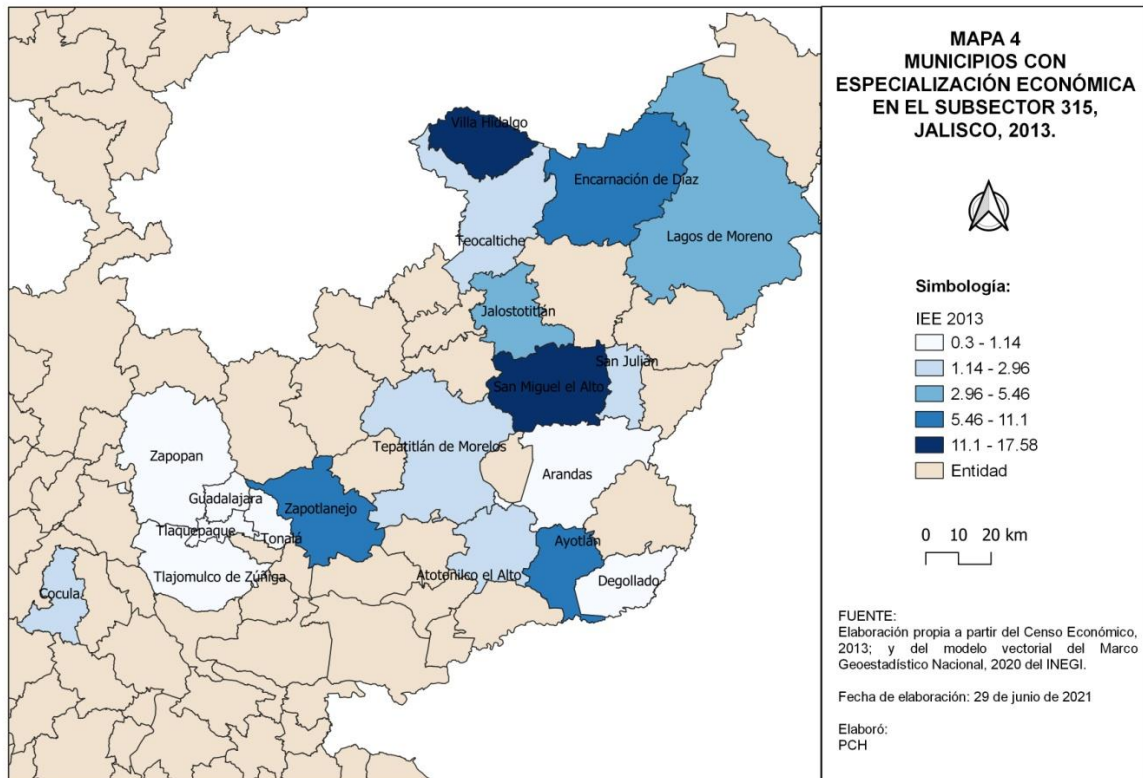 MAPA 4
MUNICIPIOS CON
ESPECIALIZACIÓN ECONÓMICA
EN EL SUBSECTOR 315,
JALISCO, 2013.
Simbología:
IEE 2013
0.3 - 1.14
1.14 - 2.96
2.96 - 5.46
5.46 - 11.1
11.1 - 17.58
Entidad
0 10 20 km
FUENTE:
Elaboración propia a partir del Censo Económico,
2013; y del modelo vectorial del Marco
Geoestadístico Nacional, 2020 del INEGI.
Fecha de elaboración: 29 de junio de 2021
Elaboró:
PCH
Villa Hidalgo
Encarnación de Díaz
Teocaltiche
Lagos de Moreno
Jalostotitlán
San Julián
San Miguel el Alto
Tepatitlán de Morelos
Zapopan
Arandas
Guadalajara
Zapotlanejo
Tlaquepaque
Tonalá
Ayotlán
Tlajomulco de Zúñiga
Atotonilco el Alto
Degollado
Cocula